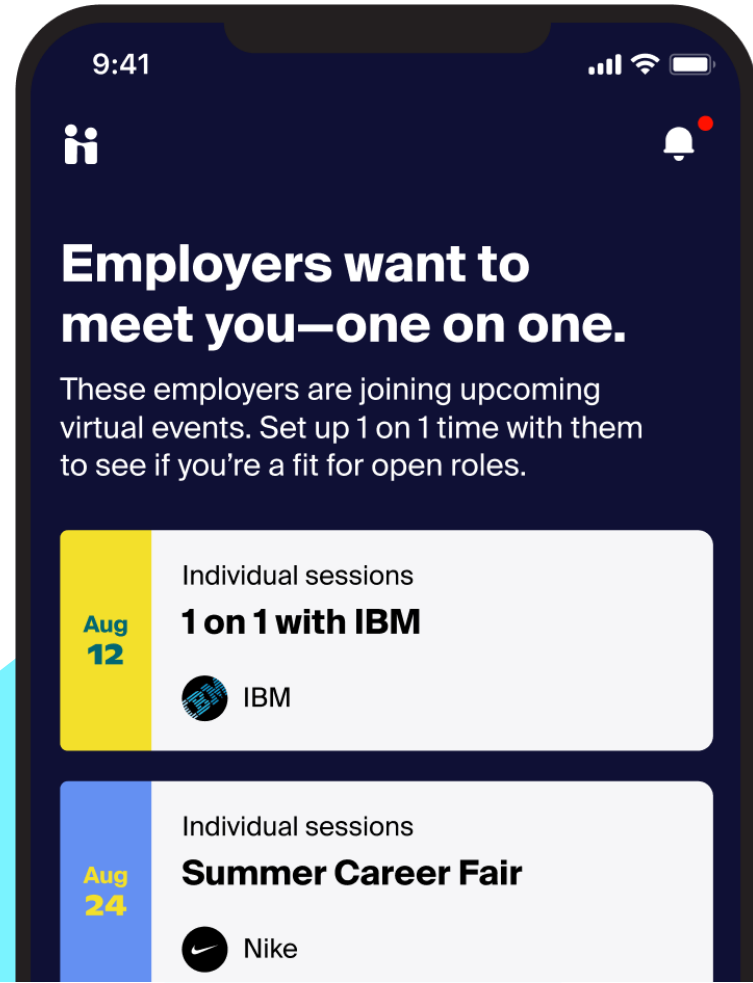 9:41
Employers want to
meet you—one on one.
These employers are joining upcoming
virtual events. Set up 1 on 1 time with them
to see if you’re a fit for open roles.
Individual sessions
Aug
12
1 on 1 with IBM
IBM
IBM
Individual sessions
Aug
24
Summer Career Fair
Nike